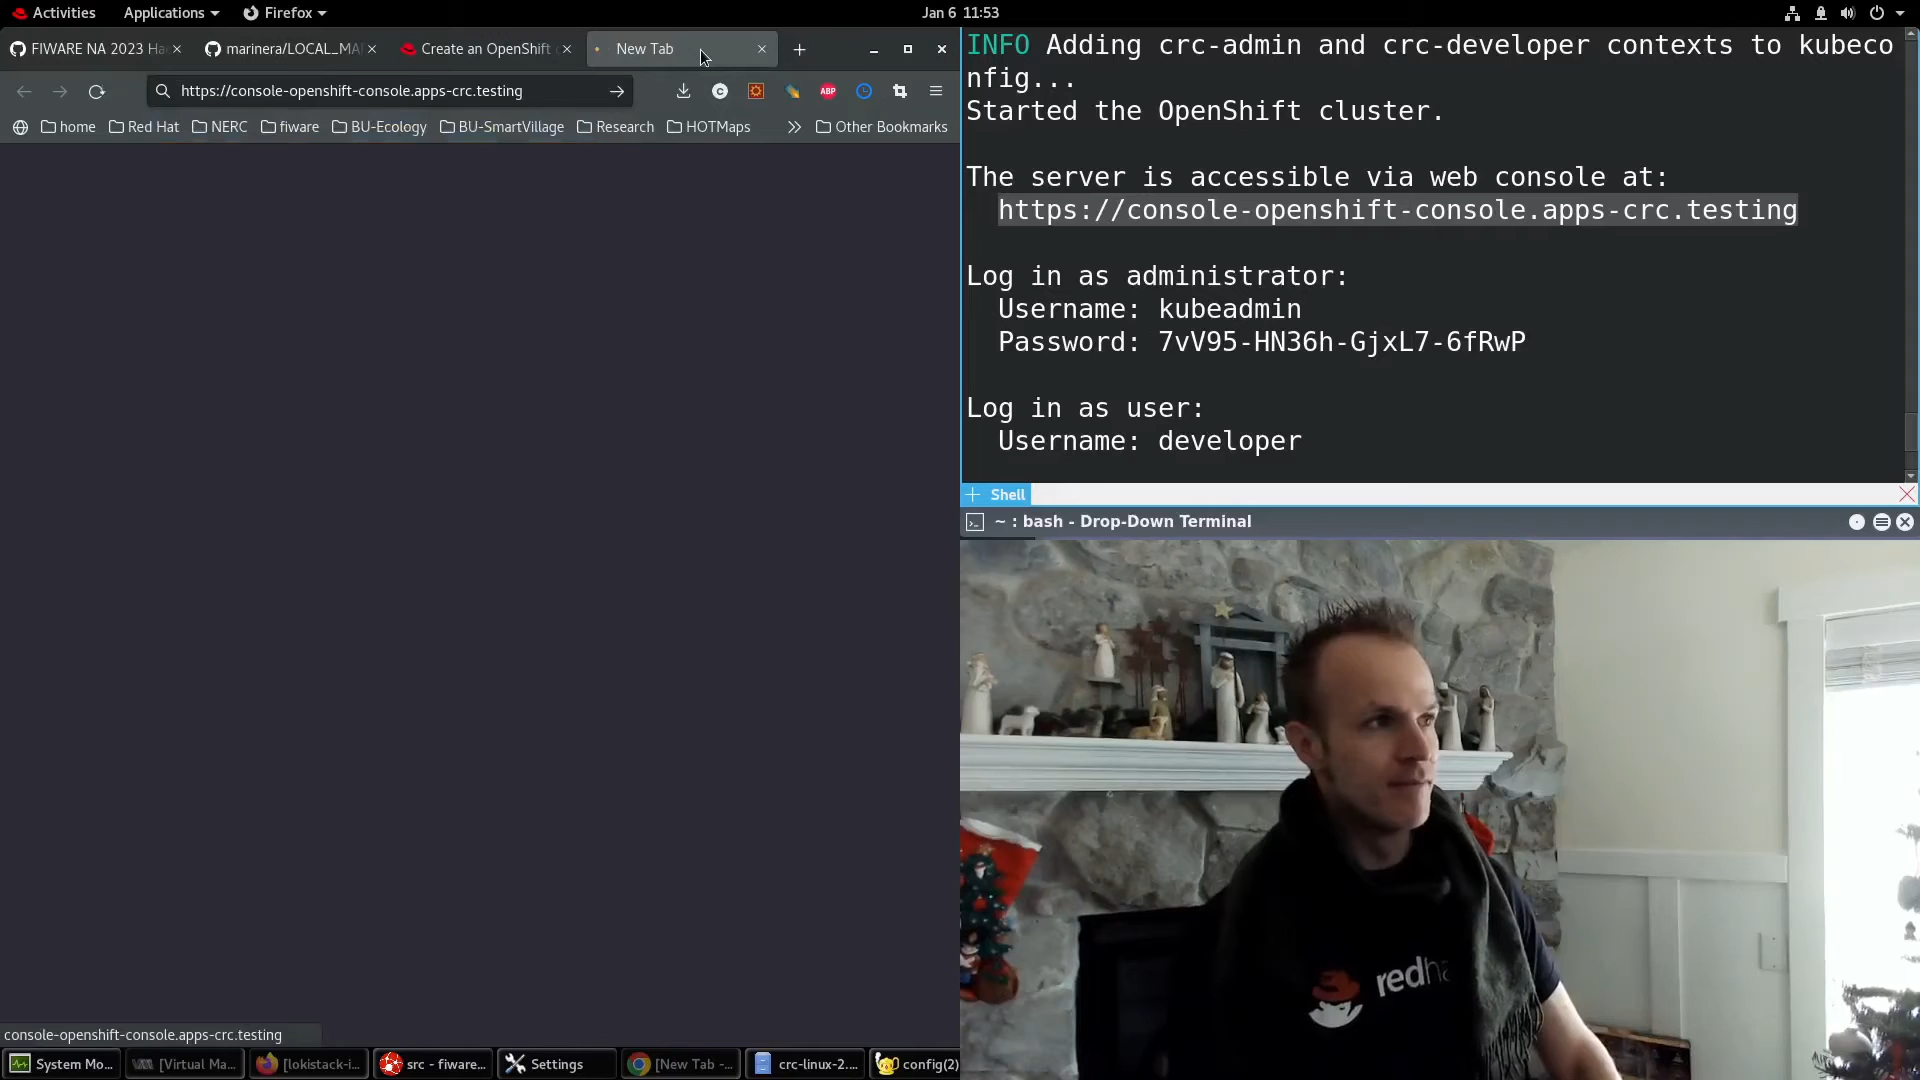 Activities Applications Firefox Jan 6 11:53
FIWARE NA 2023 Ha marinera/LOCAL_MA Create an OpenShift New Tab
https://console-openshift-console.apps-crc.testing
ABP
home Red Hat NERC fiware BU-Ecology BU-SmartVillage Research HOTMaps Other Bookmarks
INFO Adding crc-admin and crc-developer contexts to kubeco
nfig...
Started the OpenShift cluster.
The server is accessible via web console at:
https://console-openshift-console.apps-crc.testing
Log in as administrator:
Username: kubeadmin
Password: 7vV95-HN36h-GjxL7-6fRwP
Log in as user:
Username: developer
Shell
~ : bash - Drop-Down Terminal
redha
console-openshift-console.apps-crc.testing
System Mo... [Virtual Ma... [lokistack-i... src - fiware... Settings [New Tab -... crc-linux-2.... config(2)